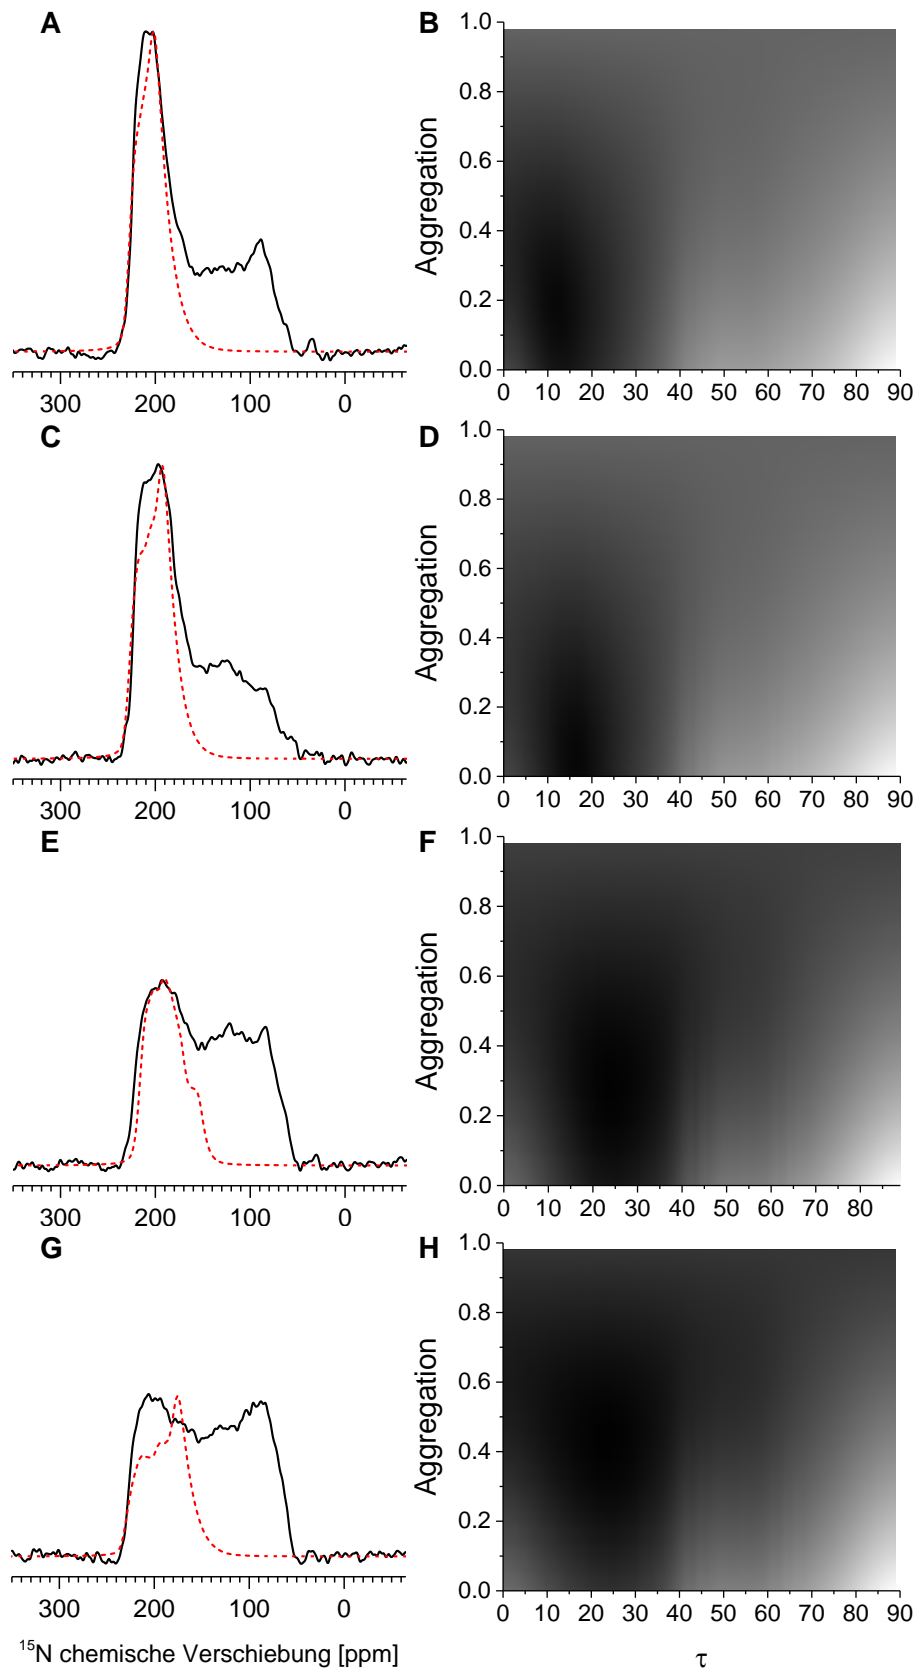 A
B
1.0
0.8
0.6
0.4
0.2
0.0
Aggregation
300 200 100 0
0 10 20 30 40 50 60 70 80 90
C
D
1.0
0.8
0.6
0.4
0.2
0.0
Aggregation
300 200 100 0
0 10 20 30 40 50 60 70 80 90
E
F
1.0
0.8
0.6
0.4
0.2
0.0
Aggregation
300 200 100 0
0 10 20 30 40 50 60 70 80
G
H
1.0
0.8
0.6
0.4
0.2
0.0
Aggregation
300 200 100 0
0 10 20 30 40 50 60 70 80 90
¹⁵N chemische Verschiebung [ppm]
τ